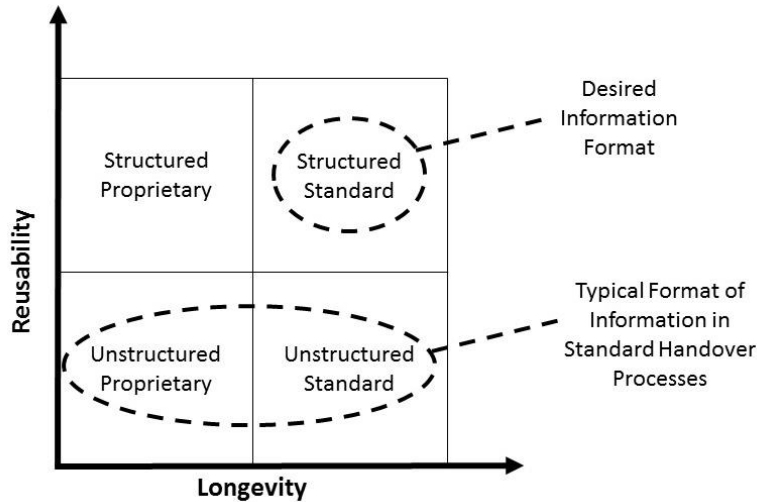 Desired
Information
Format
Structured
Proprietary
Structured
Standard
Reusability
Typical Format of
Information in
Standard Handover
Processes
Unstructured
Proprietary
Unstructured
Standard
Longevity